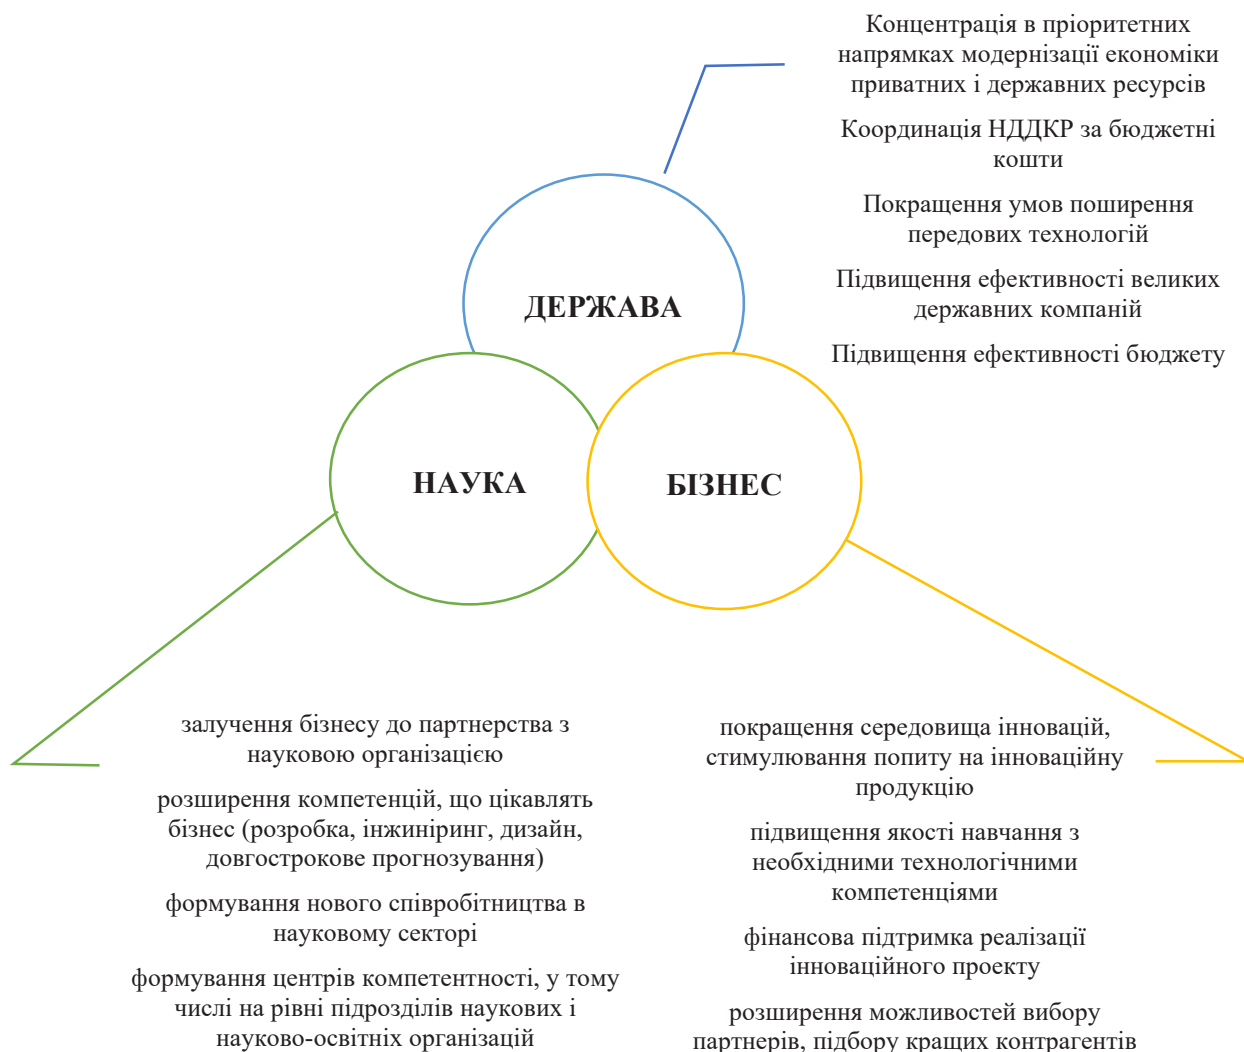 Концентрація в пріоритетних
напрямках модернізації економіки
приватних і державних ресурсів
Координація НДДКР за бюджетні
кошти
Покращення умов поширення
передових технологій
Підвищення ефективності великих
державних компаній
Підвищення ефективності бюджету
ДЕРЖАВА
НАУКА
БІЗНЕС
залучення бізнесу до партнерства з
науковою організацією
розширення компетенцій, що цікавлять
бізнес (розробка, інжиніринг, дизайн,
довгострокове прогнозування)
формування нового співробітництва в
науковому секторі
формування центрів компетентності, у тому
числі на рівні підрозділів наукових і
науково-освітніх організацій
покращення середовища інновацій,
стимулювання попиту на інноваційну
продукцію
підвищення якості навчання з
необхідними технологічними
компетенціями
фінансова підтримка реалізації
інноваційного проекту
розширення можливостей вибору
партнерів, підбору кращих контрагентів